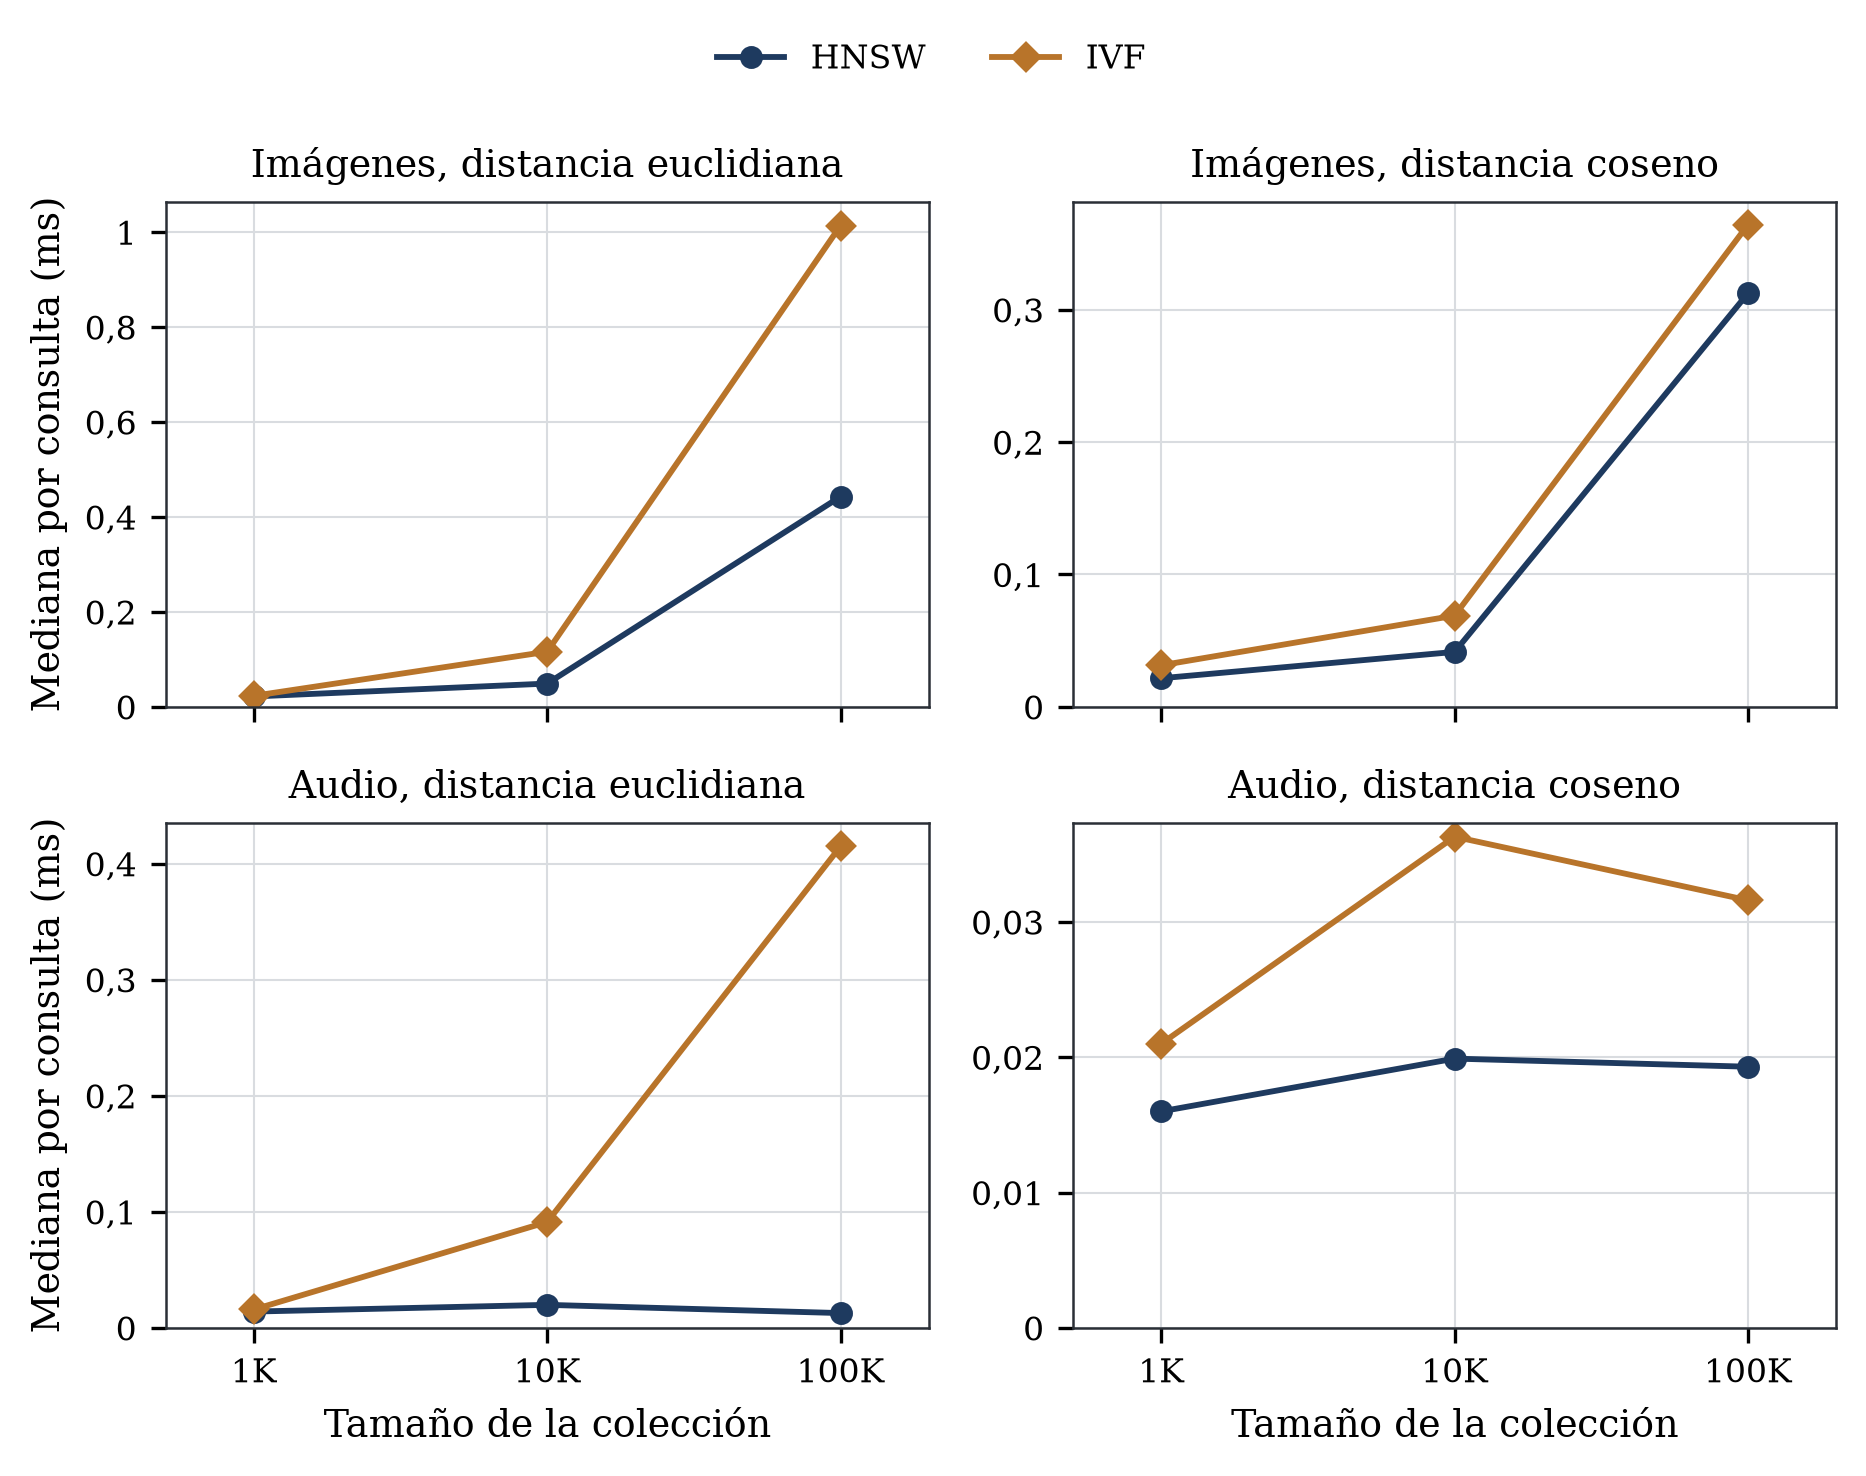 HNSW IVF
Imágenes, distancia euclidiana
Mediana por consulta (ms)
1
0,8
0,6
0,4
0,2
0
Imágenes, distancia coseno
0,3
0,2
0,1
0
Audio, distancia euclidiana
Mediana por consulta (ms)
0,4
0,3
0,2
0,1
0
1K 10K 100K
Tamaño de la colección
Audio, distancia coseno
0,03
0,02
0,01
0
1K 10K 100K
Tamaño de la colección